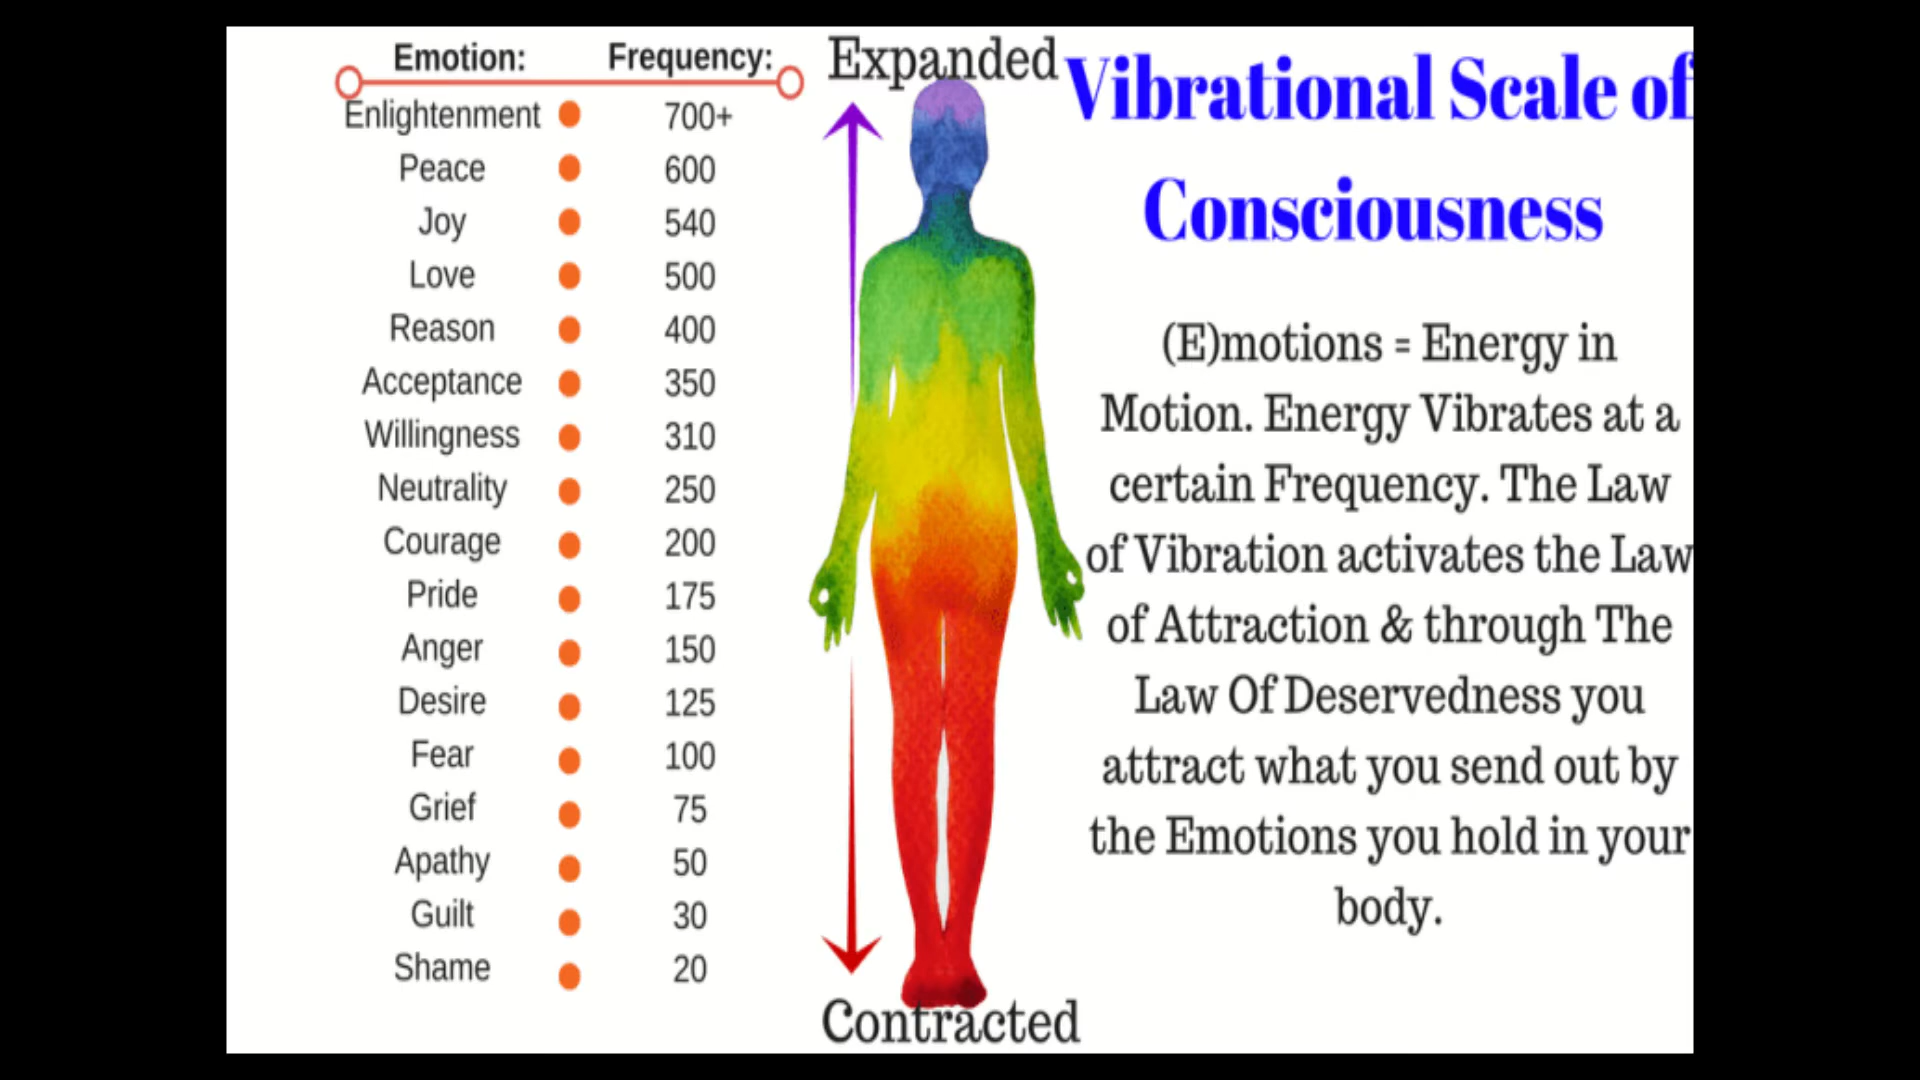 Emotion: Frequency:
Enlightenment 700+
Peace 600
Joy 540
Love 500
Reason 400
Acceptance 350
Willingness 310
Neutrality 250
Courage 200
Pride 175
Anger 150
Desire 125
Fear 100
Grief 75
Apathy 50
Guilt 30
Shame 20
Expanded
Contracted
Vibrational Scale of
Consciousness
(E)motions = Energy in
Motion. Energy Vibrates at a
certain Frequency. The Law
of Vibration activates the Law
of Attraction & through The
Law Of Deservedness you
attract what you send out by
the Emotions you hold in your
body.